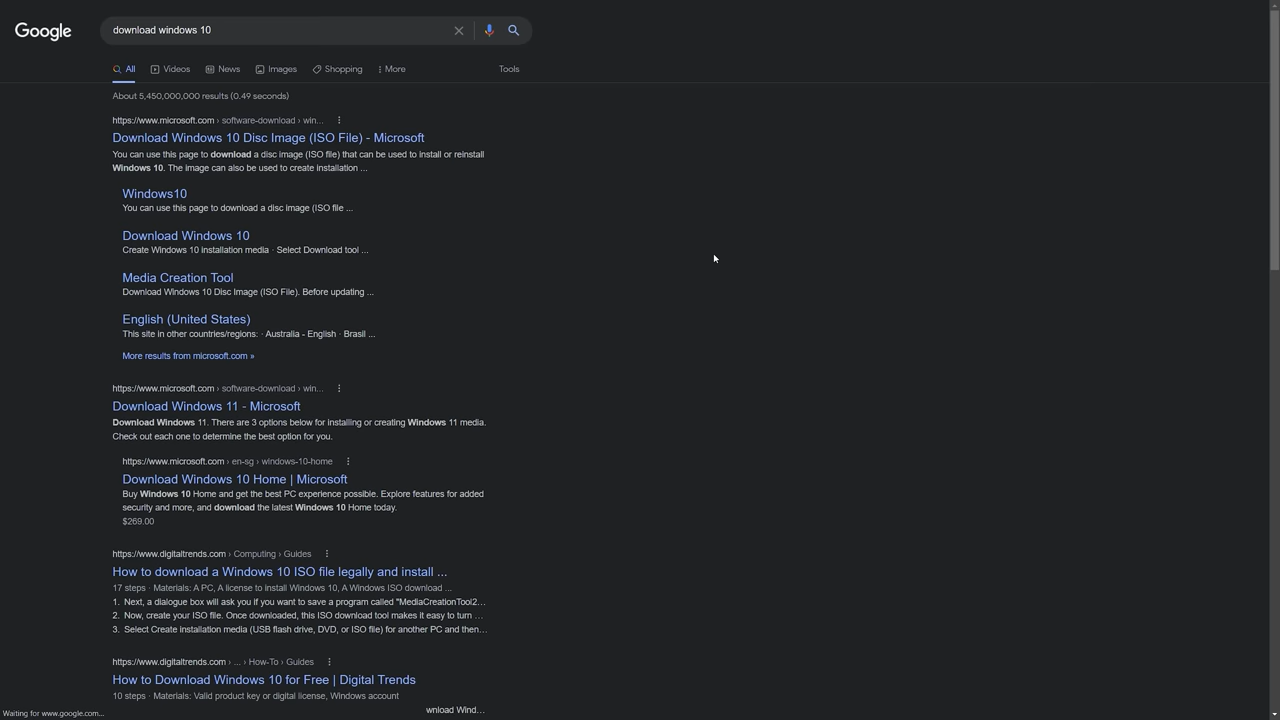 Google
download windows 10
All
Videos
News
Images
Shopping
More
Tools
About 5,450,000,000 results (0.49 seconds)
https://www.microsoft.com › software-download › win...
Download Windows 10 Disc Image (ISO File) - Microsoft
You can use this page to download a disc image (ISO file) that can be used to install or reinstall
Windows 10. The image can also be used to create installation ...
Windows10
You can use this page to download a disc image (ISO file ...
Download Windows 10
Create Windows 10 installation media · Select Download tool ...
Media Creation Tool
Download Windows 10 Disc Image (ISO File). Before updating ...
English (United States)
This site in other countries/regions: · Australia - English · Brasil ...
More results from microsoft.com »
https://www.microsoft.com › software-download › win...
Download Windows 11 - Microsoft
Download Windows 11. There are 3 options below for installing or creating Windows 11 media.
Check out each one to determine the best option for you.
https://www.microsoft.com › en-sg › windows-10-home
Download Windows 10 Home | Microsoft
Buy Windows 10 Home and get the best PC experience possible. Explore features for added
security and more, and download the latest Windows 10 Home today.
$269.00
https://www.digitaltrends.com › Computing › Guides
How to download a Windows 10 ISO file legally and install ...
17 steps · Materials: A PC, A license to install Windows 10, A Windows ISO download ...
1. Next, a dialogue box will ask you if you want to save a program called "MediaCreationTool2...
2. Now, create your ISO file. Once downloaded, this ISO download tool makes it easy to turn ...
3. Select Create installation media (USB flash drive, DVD, or ISO file) for another PC and then...
https://www.digitaltrends.com › ... › How-To › Guides
How to Download Windows 10 for Free | Digital Trends
10 steps · Materials: Valid product key or digital license, Windows account
wnload Wind...
Waiting for www.google.com...